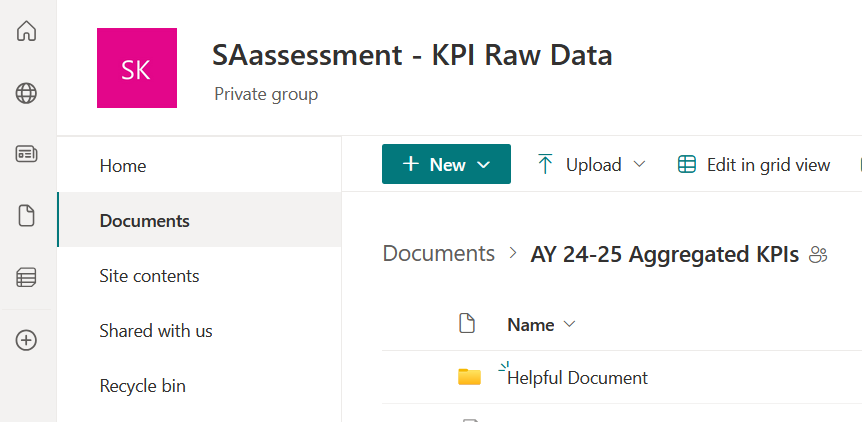 SK
SAassessment - KPI Raw Data
Private group
Home
Documents
Site contents
Shared with us
Recycle bin
New
Upload
Edit in grid view
Documents > AY 24-25 Aggregated KPIs
Name
Helpful Document